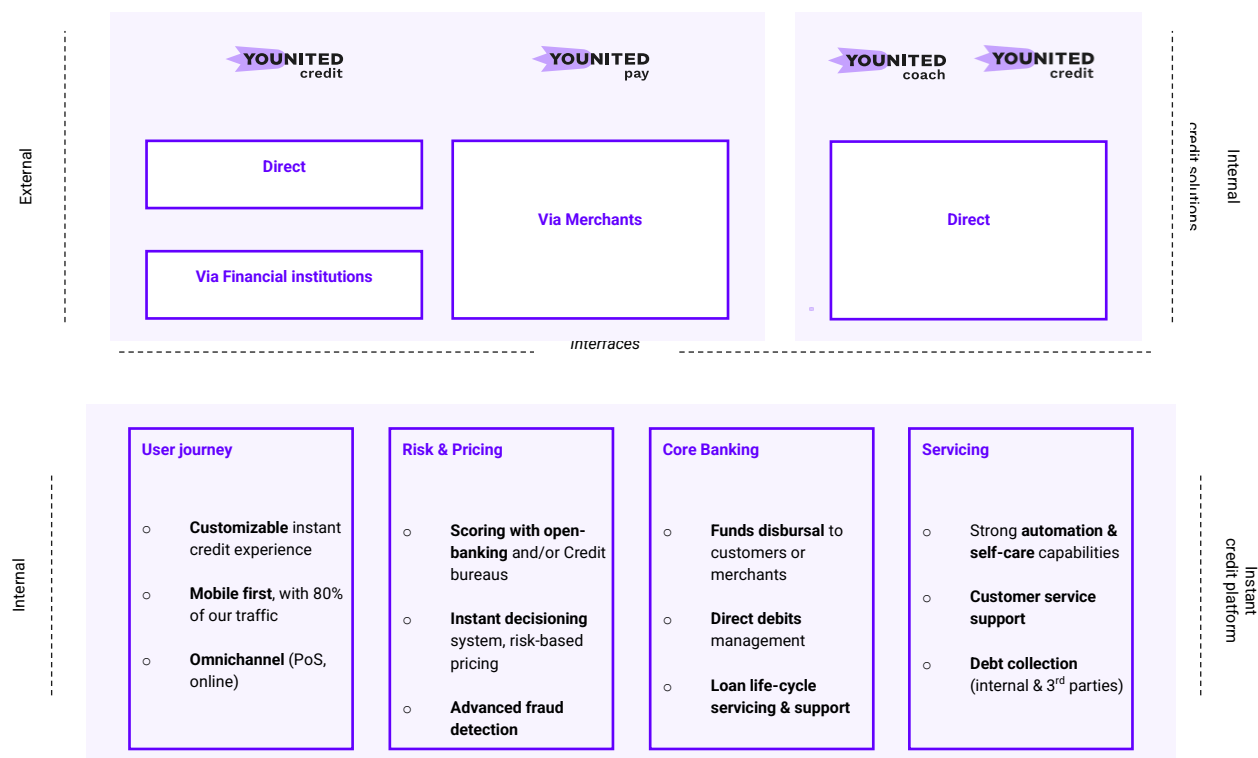 YOUNITED
credit
YOUNITED
pay
YOUNITED
coach
YOUNITED
credit
External
Direct
Via Financial institutions
Via Merchants
Direct
credit solutions
Internal
Interfaces
Internal
User journey
○ Customizable instant
credit experience
○ Mobile first, with 80%
of our traffic
○ Omnichannel (PoS,
online)
Risk & Pricing
○ Scoring with open-
banking and/or Credit
bureaus
○ Instant decisioning
system, risk-based
pricing
○ Advanced fraud
detection
Core Banking
○ Funds disbursal to
customers or
merchants
○ Direct debits
management
○ Loan life-cycle
servicing & support
Servicing
○ Strong automation &
self-care capabilities
○ Customer service
support
○ Debt collection
(internal & 3rd parties)
Instant
credit platform